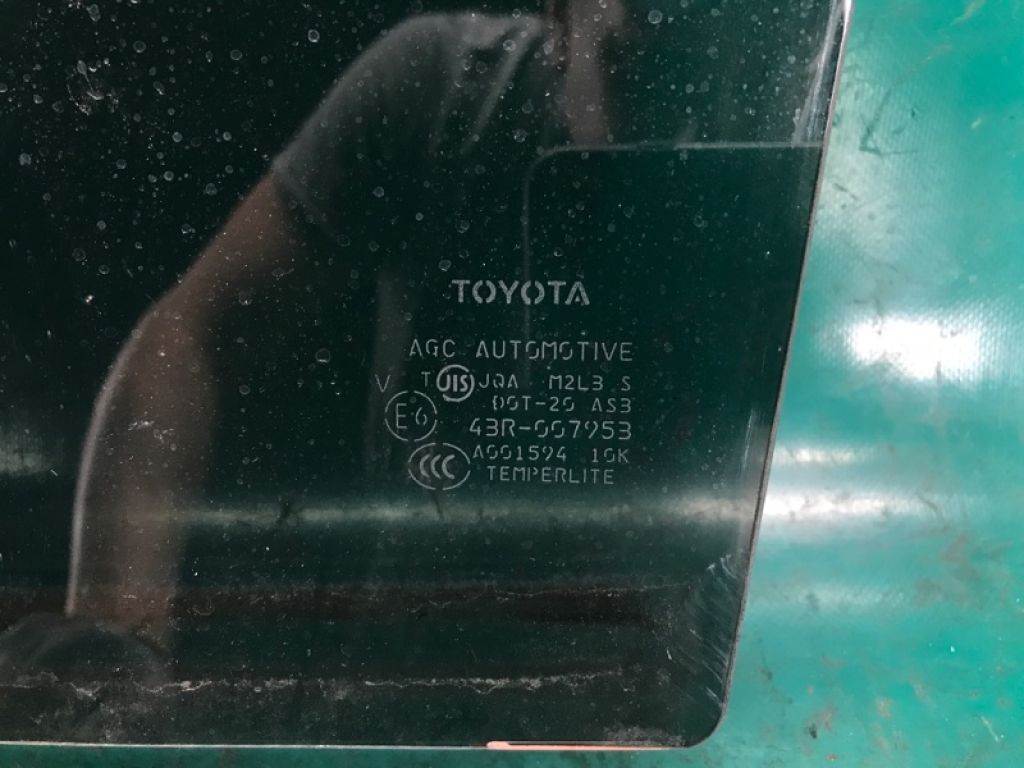 TOYOTA
AGC AUTOMOTIVE
V T JIS JQA M2L3 S
DOT-20 AS3
E6 43R-007953
CCC A001594 10K
TEMPERLITE